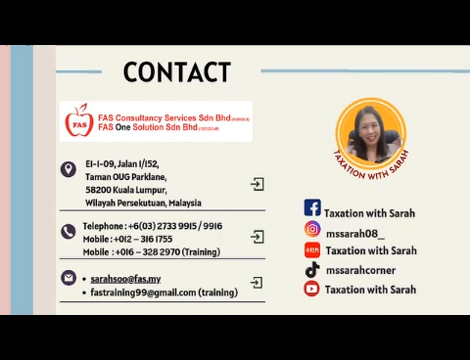 CONTACT
FAS
FAS Consultancy Services Sdn Bhd
FAS One Solution Sdn Bhd
E1-1-09, Jalan 1/152,
Taman OUG Parklane,
58200 Kuala Lumpur,
Wilayah Persekutuan, Malaysia
Telephone : +6(03) 2733 9915 / 9916
Mobile : +012 – 316 1755
Mobile : +016 – 328 2970 (Training)
• sarahsoo@fas.my
• fastraining99@gmail.com (training)
TAXATION WITH SARAH
Taxation with Sarah
mssarah08_
Taxation with Sarah
mssarahcorner
Taxation with Sarah